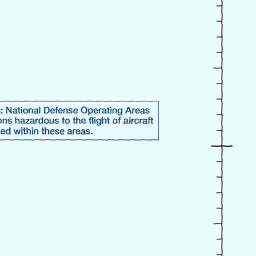 : National Defense Operating Areas
ons hazardous to the flight of aircraft
ed within these areas.